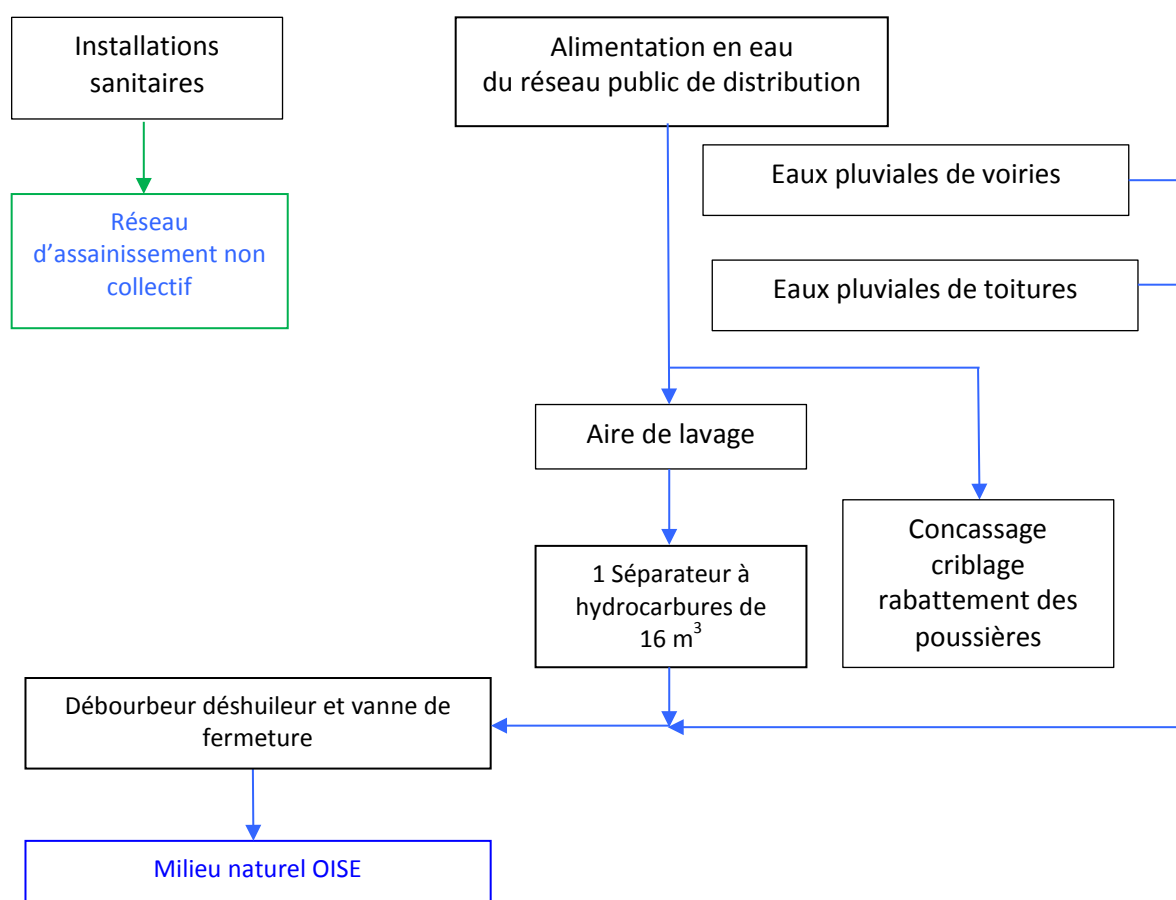 Installations
sanitaires
Alimentation en eau
du réseau public de distribution
Eaux pluviales de voiries
Réseau
d’assainissement non
collectif
Eaux pluviales de toitures
Aire de lavage
Concassage
criblage
rabattement des
poussières
1 Séparateur à
hydrocarbures de
16 m³
Débourbeur déshuileur et vanne de
fermeture
Milieu naturel OISE